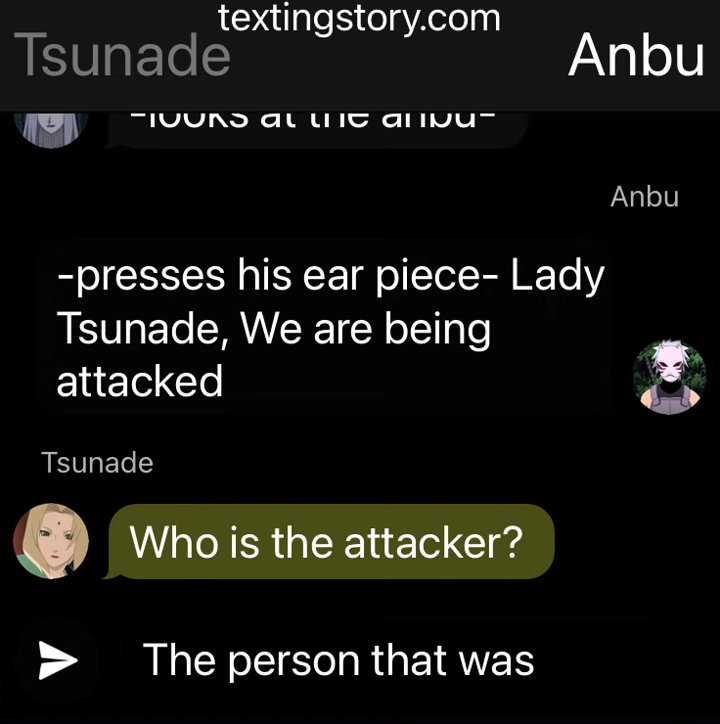 textingstory.com
Tsunade Anbu
-looks at the anbu-
Anbu
-presses his ear piece- Lady
Tsunade, We are being
attacked
Tsunade
Who is the attacker?
The person that was